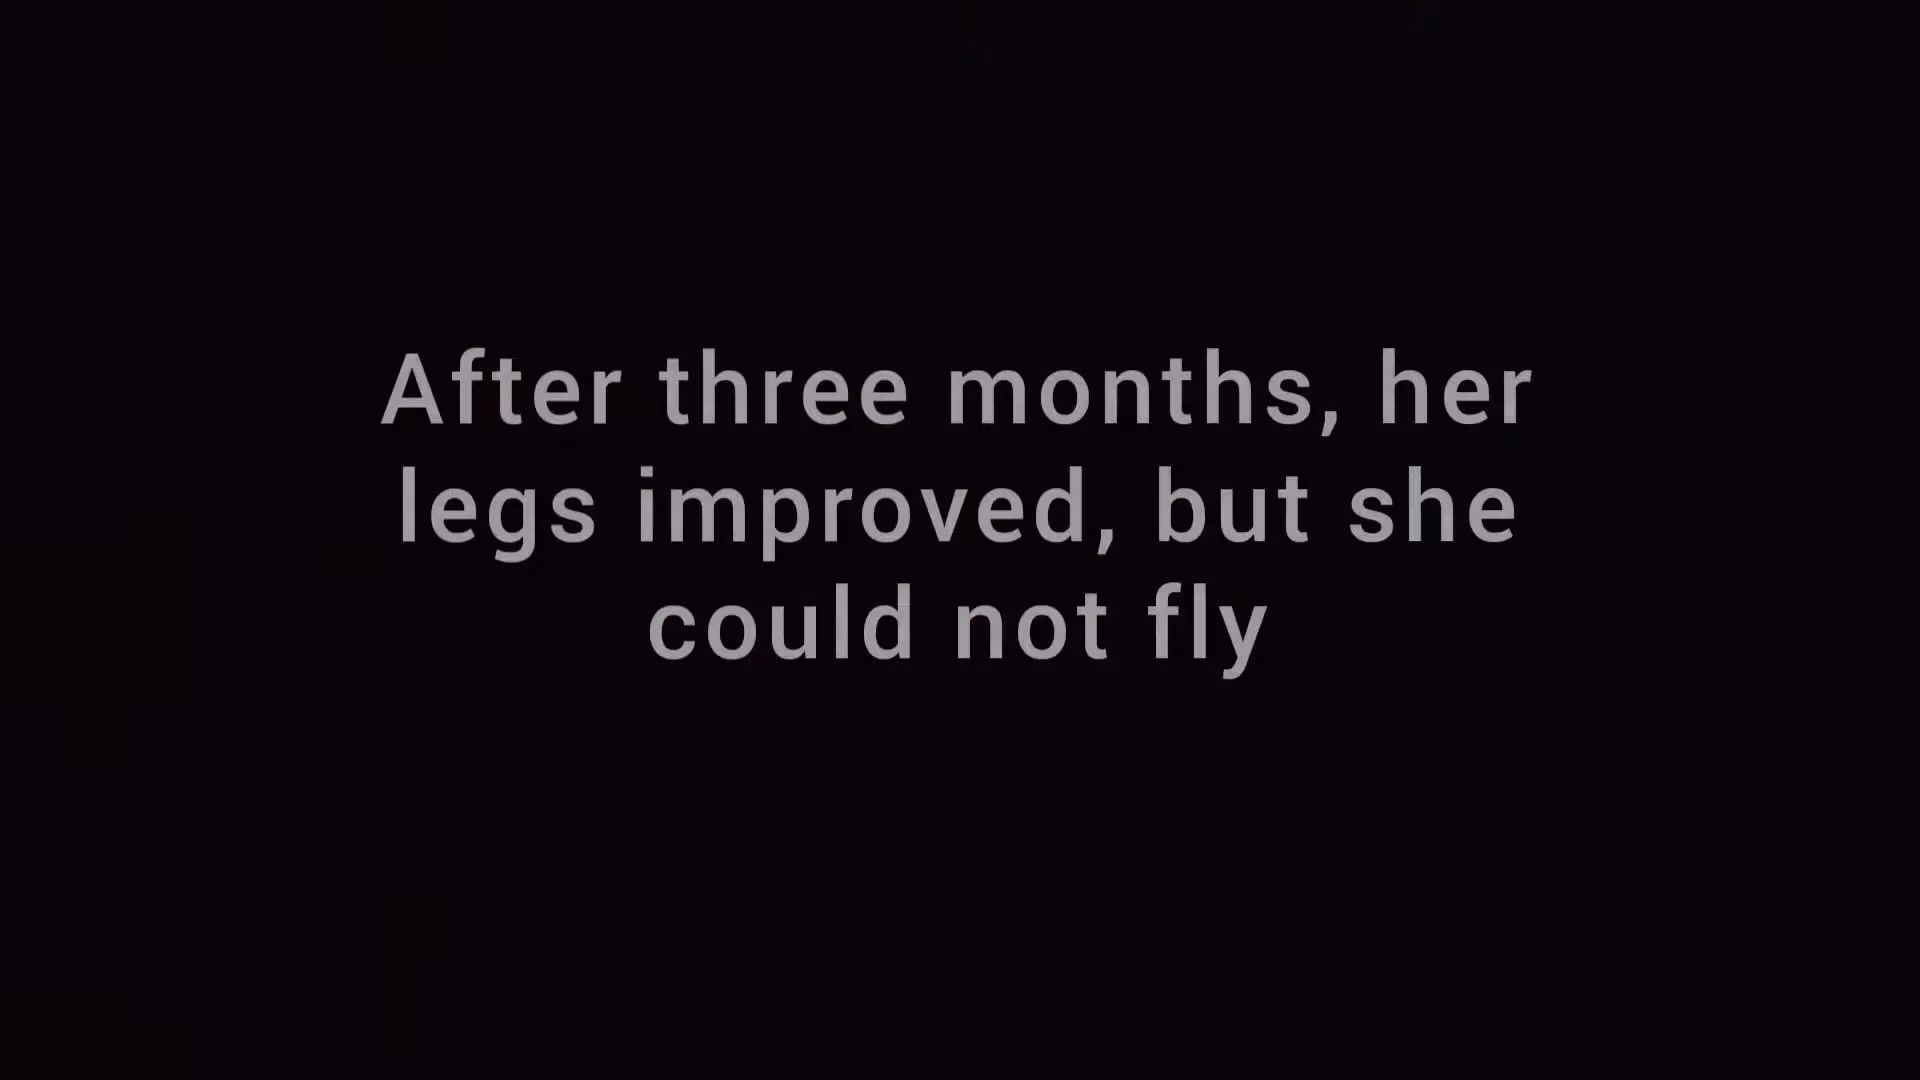 After three months, her
legs improved, but she
could not fly